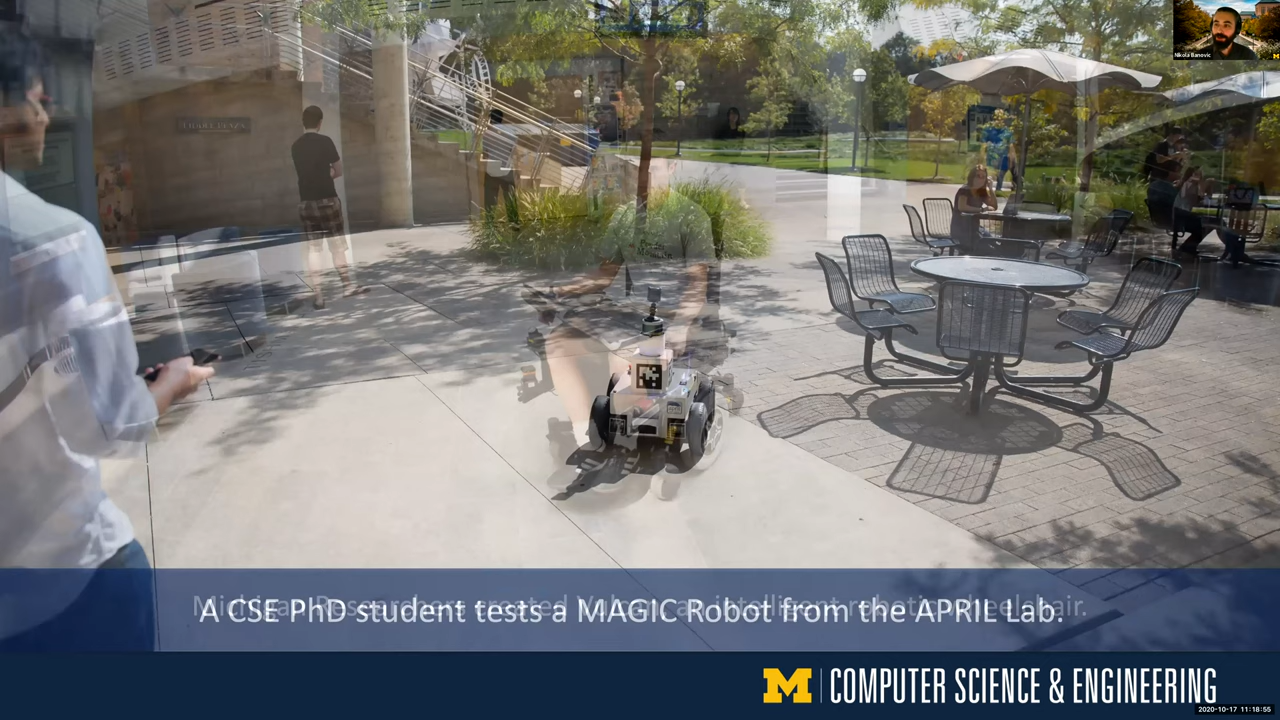 Nikola Banovic
A CSE PhD student tests a MAGIC Robot from the APRIL Lab.
M COMPUTER SCIENCE & ENGINEERING
2020-10-17 11:18:55